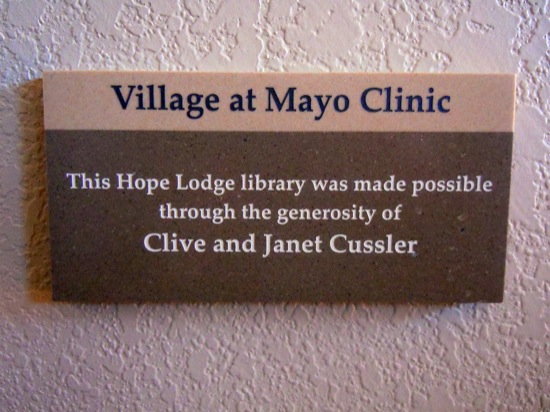 Village at Mayo Clinic
This Hope Lodge library was made possible
through the generosity of
Clive and Janet Cussler